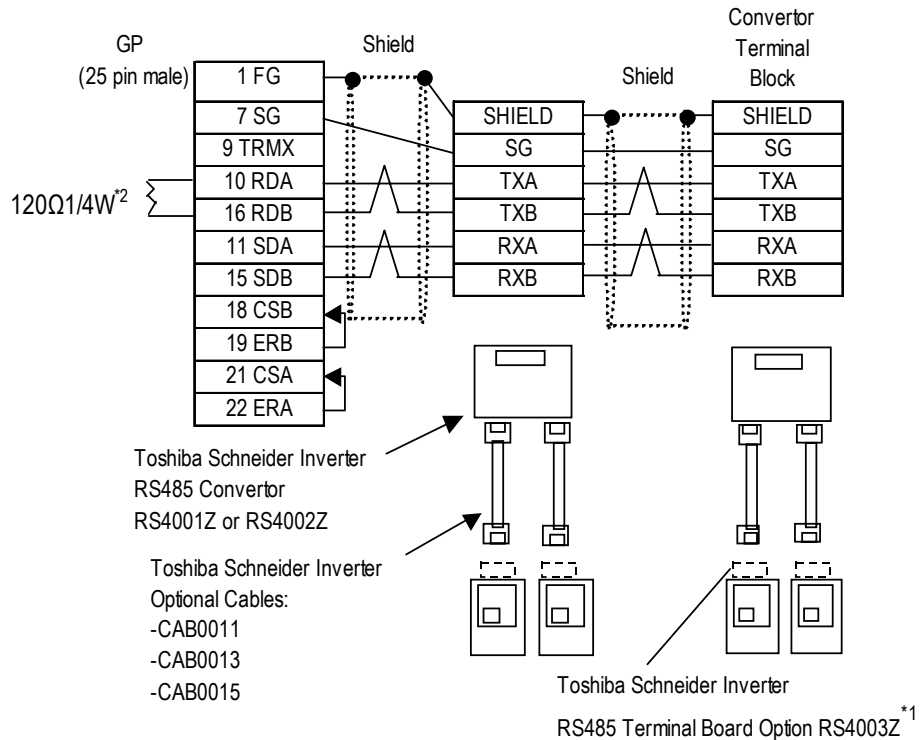 GP
(25 pin male)
Shield
Shield
Convertor
Terminal
Block
1 FG
7 SG
9 TRMX
10 RDA
16 RDB
11 SDA
15 SDB
18 CSB
19 ERB
21 CSA
22 ERA
120Ω1/4W*2
SHIELD
SG
TXA
TXB
RXA
RXB
SHIELD
SG
TXA
TXB
RXA
RXB
Toshiba Schneider Inverter
RS485 Convertor
RS4001Z or RS4002Z
Toshiba Schneider Inverter
Optional Cables:
-CAB0011
-CAB0013
-CAB0015
Toshiba Schneider Inverter
RS485 Terminal Board Option RS4003Z*1